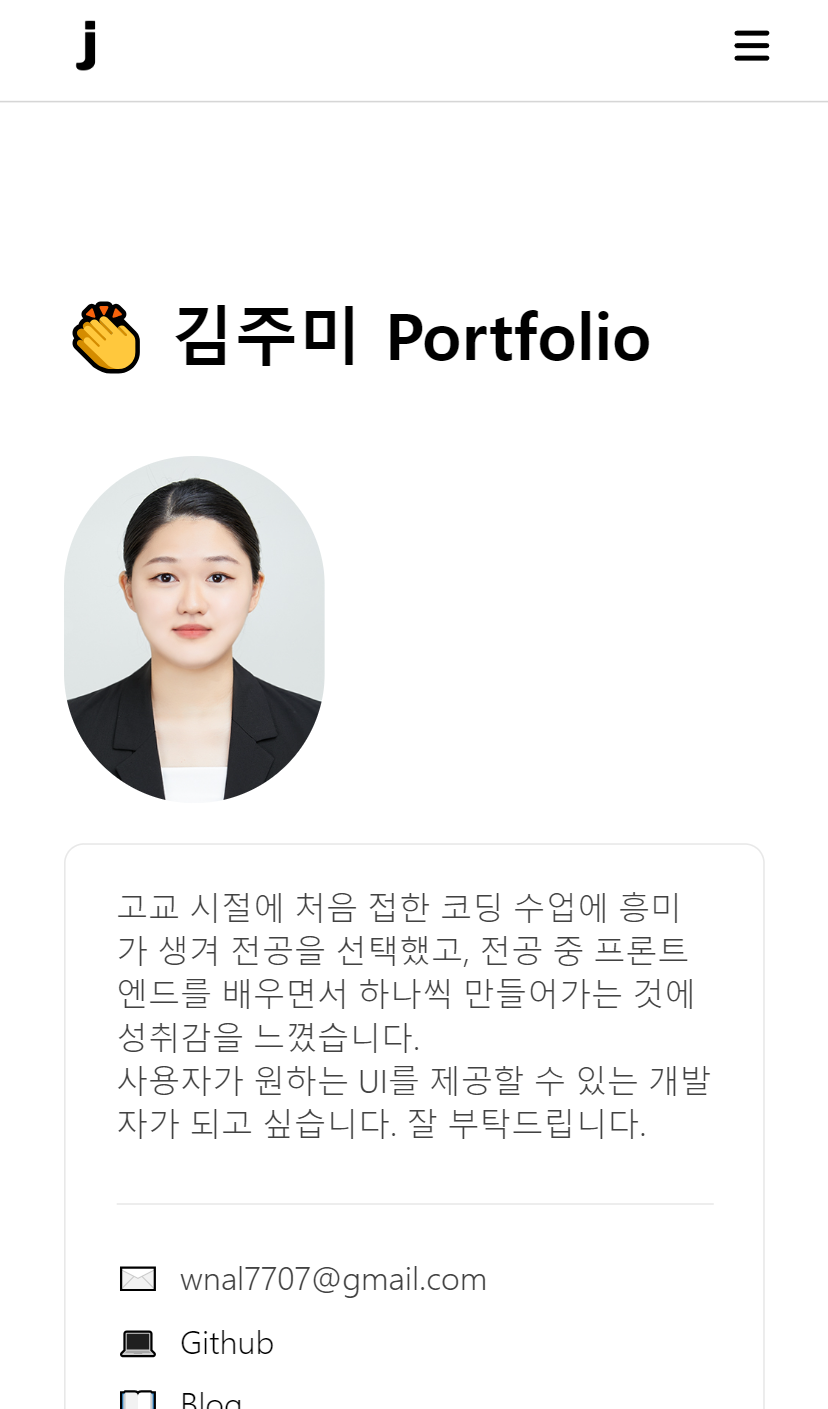 j
김주미 Portfolio
고교 시절에 처음 접한 코딩 수업에 흥미
가 생겨 전공을 선택했고, 전공 중 프론트
엔드를 배우면서 하나씩 만들어가는 것에
성취감을 느꼈습니다.
사용자가 원하는 UI를 제공할 수 있는 개발
자가 되고 싶습니다. 잘 부탁드립니다.
wnal7707@gmail.com
Github
Blog